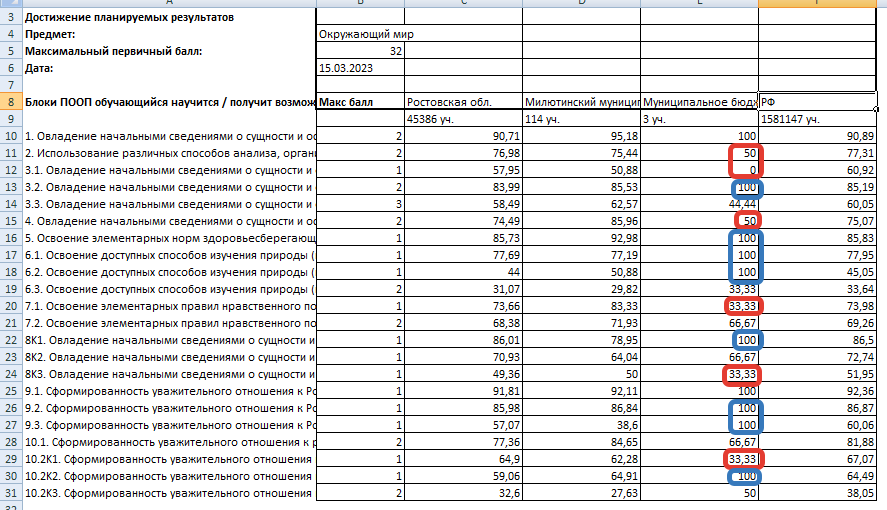 A B C D E F
3 Достижение планируемых результатов
4 Предмет: Окружающий мир
5 Максимальный первичный балл: 32
6 Дата: 15.03.2023
7
8 Блоки ПООП обучающийся научится / получит возмож Макс балл Ростовская обл. Милютинский муницип Муниципальное бюдж РФ
9 45386 уч. 114 уч. 3 уч. 1581147 уч.
10 1. Овладение начальными сведениями о сущности и ос 2 90,71 95,18 100 90,89
11 2. Использование различных способов анализа, орган 2 76,98 75,44 50 77,31
12 3.1. Овладение начальными сведениями о сущности и 1 57,95 50,88 0 60,92
13 3.2. Овладение начальными сведениями о сущности и 2 83,99 85,53 100 85,19
14 3.3. Овладение начальными сведениями о сущности и 3 58,49 62,57 44,44 60,05
15 4. Овладение начальными сведениями о сущности и ос 2 74,49 85,96 50 75,07
16 5. Освоение элементарных норм здоровьесберегающ 1 85,73 92,98 100 85,83
17 6.1. Освоение доступных способов изучения природы ( 1 77,69 77,19 100 77,95
18 6.2. Освоение доступных способов изучения природы ( 1 44 50,88 100 45,05
19 6.3. Освоение доступных способов изучения природы ( 2 31,07 29,82 33,33 33,64
20 7.1. Освоение элементарных правил нравственного по 1 73,66 83,33 33,33 73,98
21 7.2. Освоение элементарных правил нравственного по 2 68,38 71,93 66,67 69,26
22 8K1. Овладение начальными сведениями о сущности и 1 86,01 78,95 100 86,5
23 8K2. Овладение начальными сведениями о сущности и 1 70,93 64,04 66,67 72,74
24 8K3. Овладение начальными сведениями о сущности и 1 49,36 50 33,33 51,95
25 9.1. Сформированность уважительного отношения к Ро 1 91,81 92,11 100 92,36
26 9.2. Сформированность уважительного отношения к Ро 1 85,98 86,84 100 86,87
27 9.3. Сформированность уважительного отношения к Ро 1 57,07 38,6 100 60,06
28 10.1. Сформированность уважительного отношения к р 2 77,36 84,65 66,67 81,88
29 10.2K1. Сформированность уважительного отношения 1 64,9 62,28 33,33 67,07
30 10.2K2. Сформированность уважительного отношения 1 59,06 64,91 100 64,49
31 10.2K3. Сформированность уважительного отношения 2 32,6 27,63 50 38,05